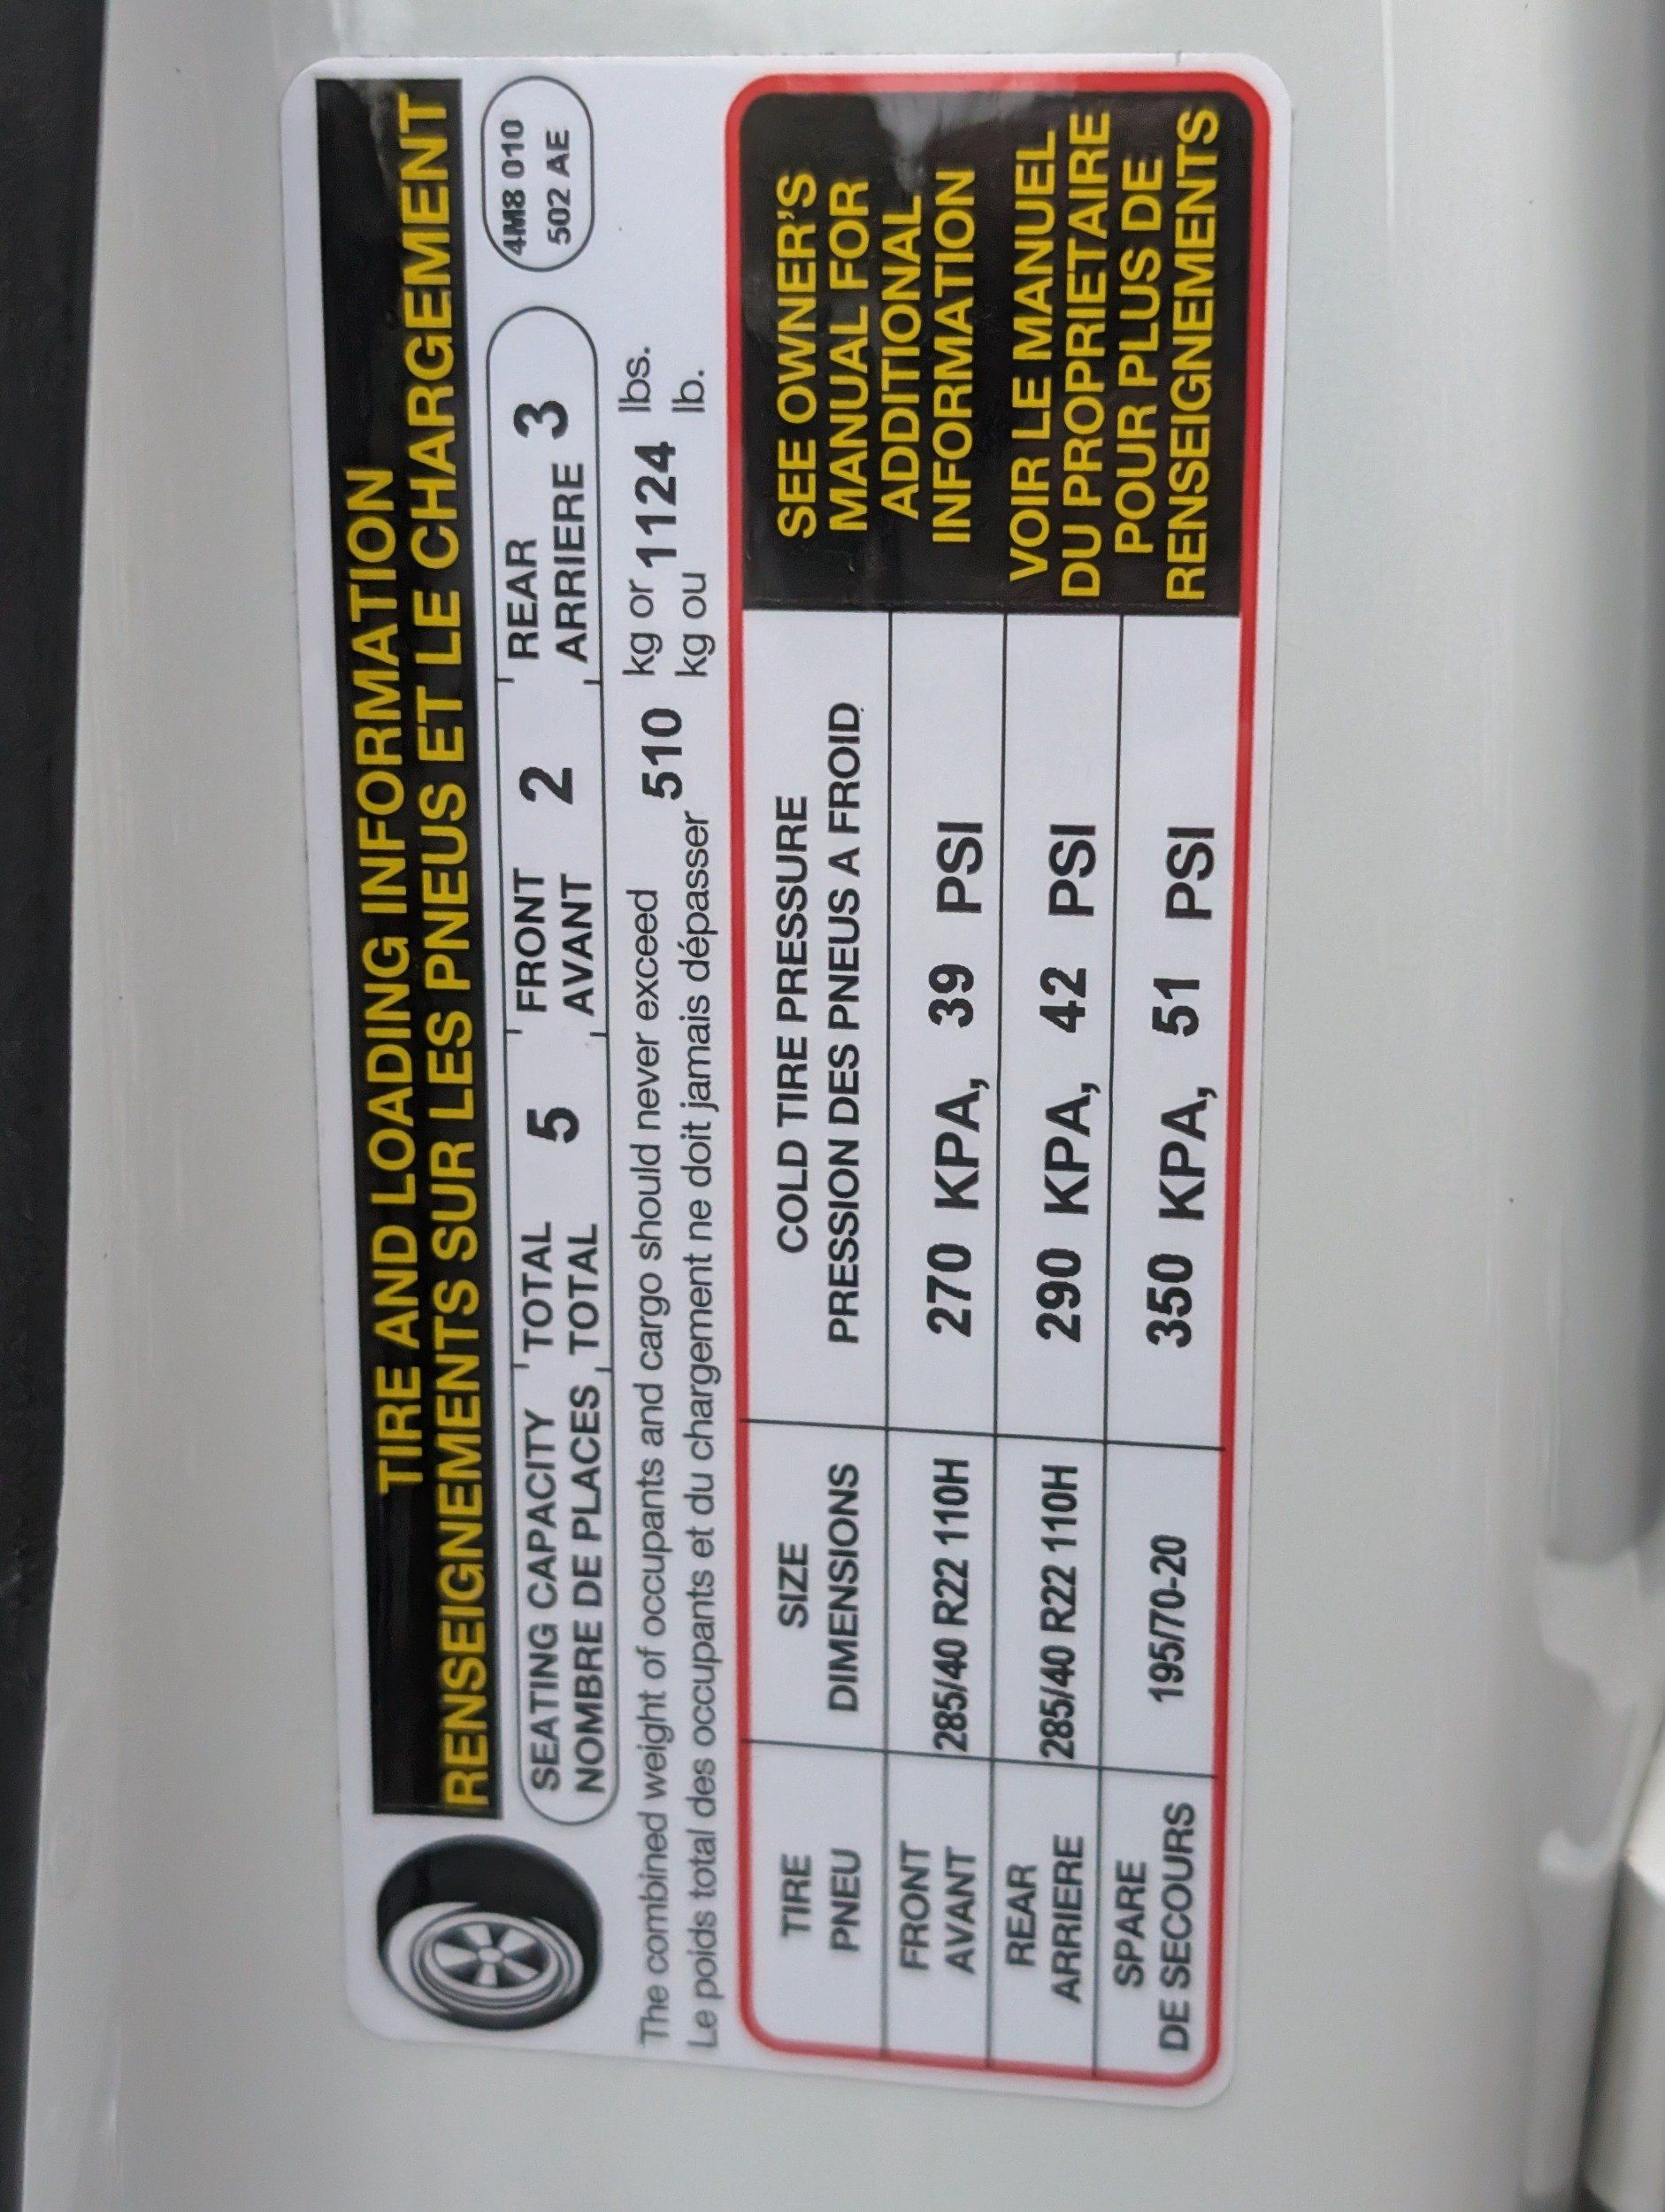 TIRE AND LOADING INFORMATION
RENSEIGNEMENTS SUR LES PNEUS ET LE CHARGEMENT
SEATING CAPACITY TOTAL 5 FRONT 2 REAR 3
NOMBRE DE PLACES TOTAL AVANT ARRIERE
4M8 010
502 AE
The combined weight of occupants and cargo should never exceed 510 kg or 1124 lbs.
Le poids total des occupants et du chargement ne doit jamais dépasser kg ou lb.
TIRE SIZE COLD TIRE PRESSURE
PNEU DIMENSIONS PRESSION DES PNEUS A FROID
FRONT
AVANT 285/40 R22 110H 270 KPA, 39 PSI
REAR
ARRIERE 285/40 R22 110H 290 KPA, 42 PSI
SPARE
DE SECOURS 195/70-20 350 KPA, 51 PSI
SEE OWNER'S
MANUAL FOR
ADDITIONAL
INFORMATION
VOIR LE MANUEL
DU PROPRIETAIRE
POUR PLUS DE
RENSEIGNEMENTS